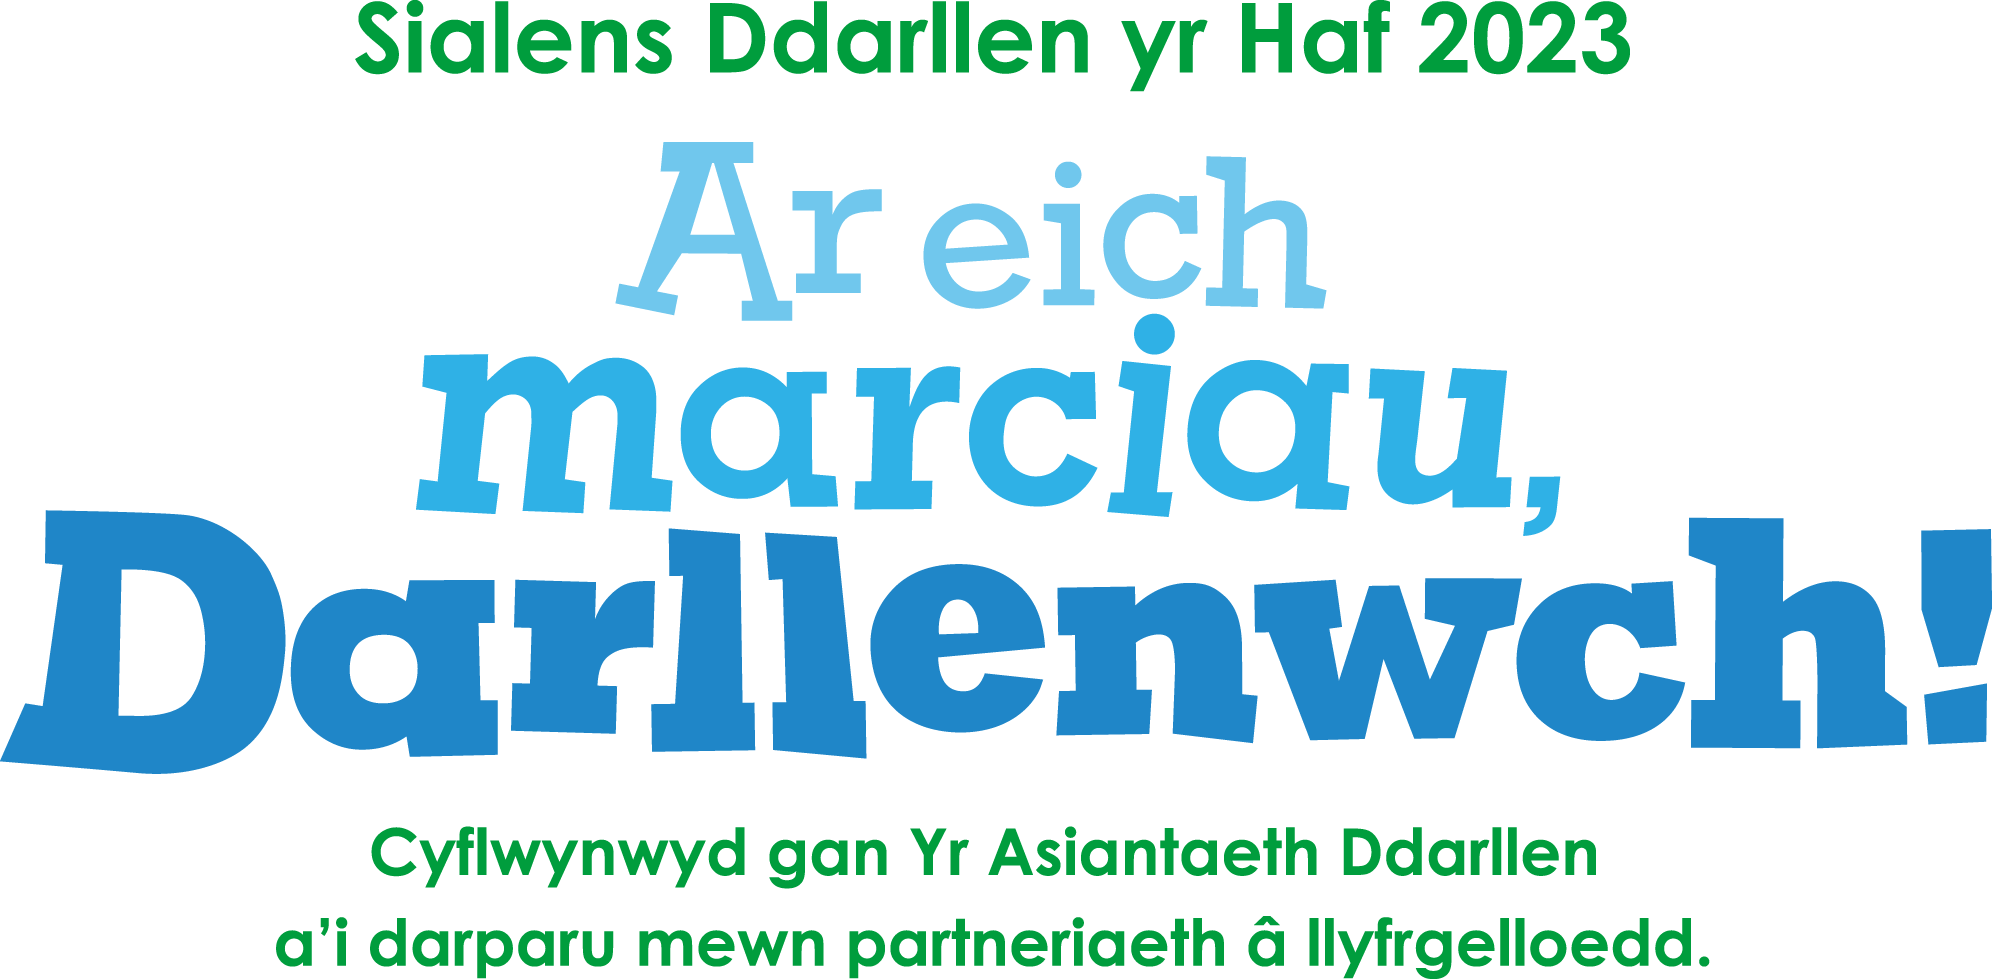 Sialens Ddarllen yr Haf 2023
Ar eich
marciau,
Darllenwch!
Cyflwynwyd gan Yr Asiantaeth Ddarllen
a’i darparu mewn partneriaeth â llyfrgelloedd.